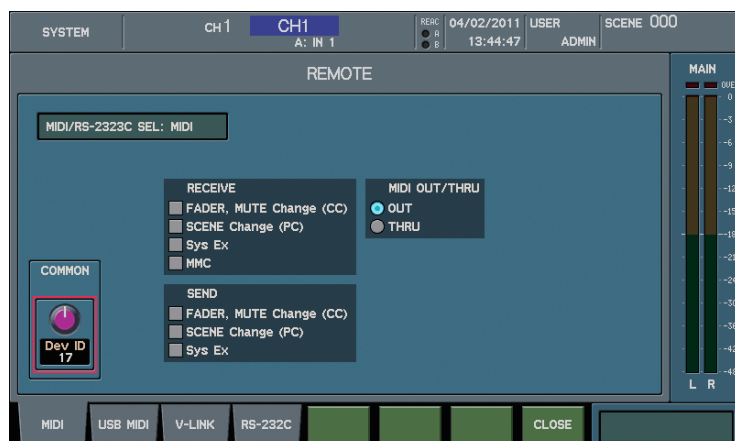 SYSTEM
CH 1
CH1
A: IN 1
REAC
A
B
04/02/2011
13:44:47
USER
ADMIN
SCENE 000
REMOTE
MAIN
MIDI/RS-2323C SEL: MIDI
RECEIVE
FADER, MUTE Change (CC)
SCENE Change (PC)
Sys Ex
MMC
MIDI OUT/THRU
OUT
THRU
COMMON
Dev ID
17
SEND
FADER, MUTE Change (CC)
SCENE Change (PC)
Sys Ex
0
-3
-6
-9
-12
-15
-18
-21
-24
-30
-36
-42
-48
L R
MIDI
USB MIDI
V-LINK
RS-232C
CLOSE